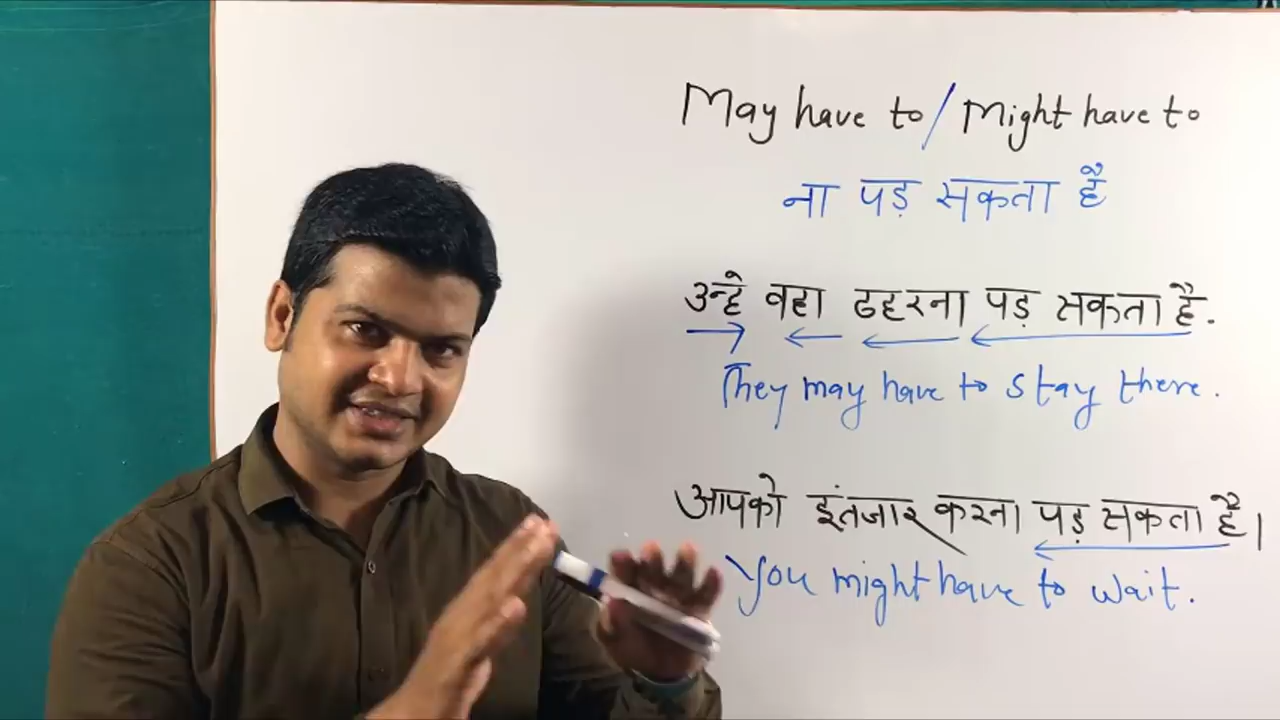 May have to / Might have to
ना पड़ सकता है
उन्हे वहा ठहरना पड़ सकता है.
They may have to stay there.
आपको इंतजार करना पड़ सकता है।
You might have to wait.